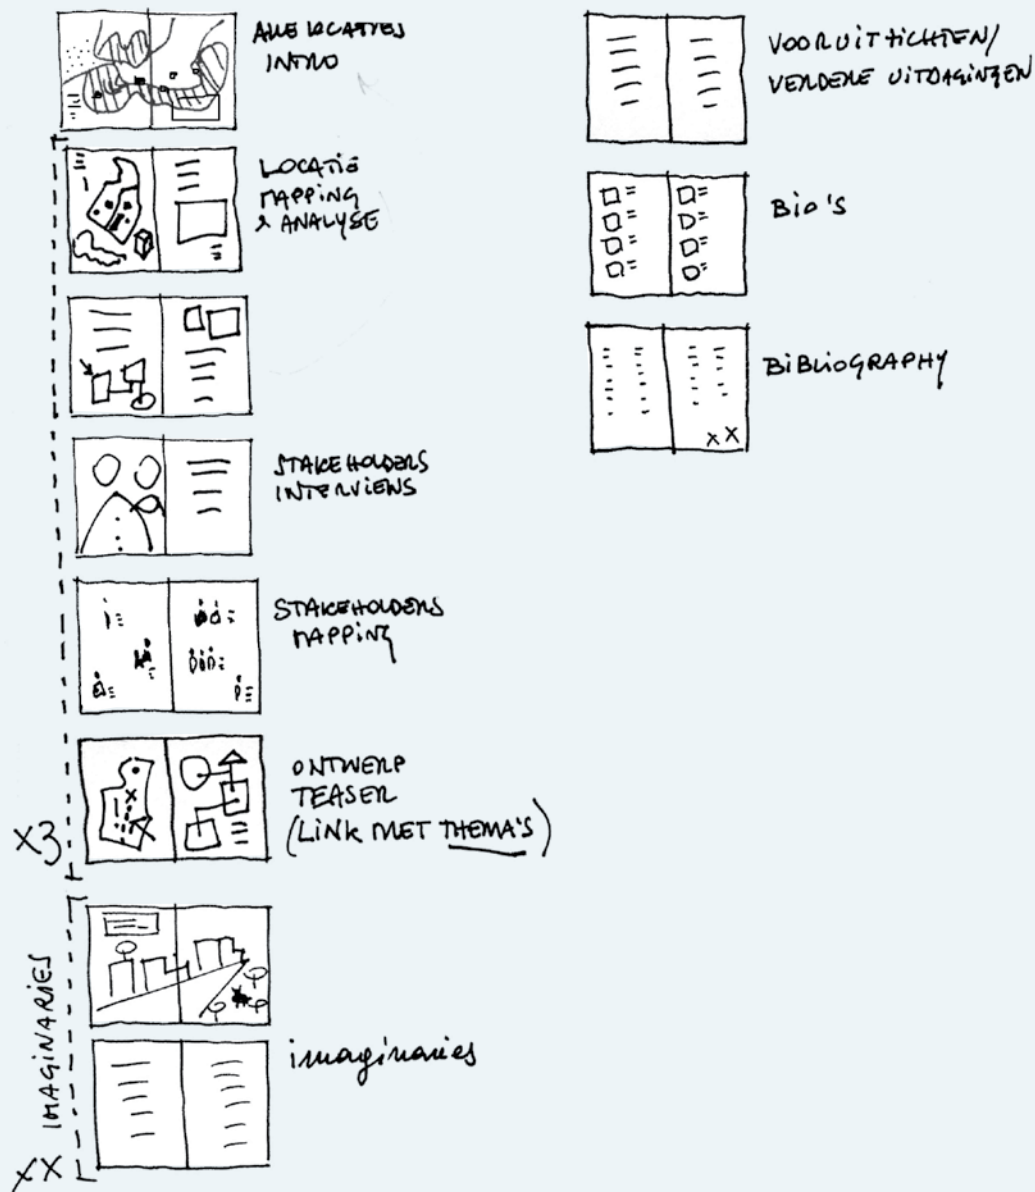 ALLE LOCATIES
INTRO
LOCATIE
MAPPING
& ANALYSE
STAKEHOLDERS
INTERVIEWS
STAKEHOLDERS
MAPPING
ONTWERP
TEASER
(LINK MET THEMA'S)
X3
IMAGINARIES
imaginaries
XX
VOORUITZICHTEN/
VERDERE UITDAGINGEN
BIO'S
BIBLIOGRAPHY
XX